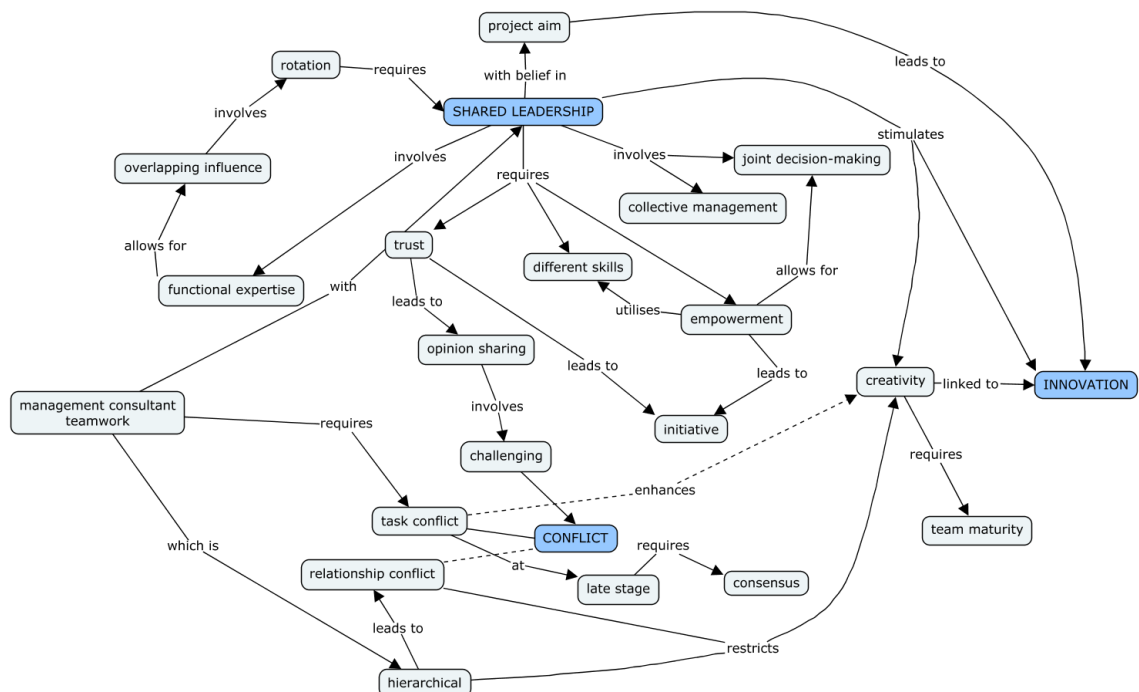 project aim
leads to
rotation
requires
with belief in
involves
SHARED LEADERSHIP
stimulates
overlapping influence
involves
involves
joint decision-making
requires
collective management
allows for
trust
different skills
allows for
functional expertise
with
leads to
utilises
empowerment
opinion sharing
leads to
leads to
creativity
linked to
INNOVATION
management consultant
teamwork
involves
requires
initiative
challenging
requires
enhances
task conflict
team maturity
which is
CONFLICT
requires
at
relationship conflict
late stage
consensus
leads to
restricts
hierarchical